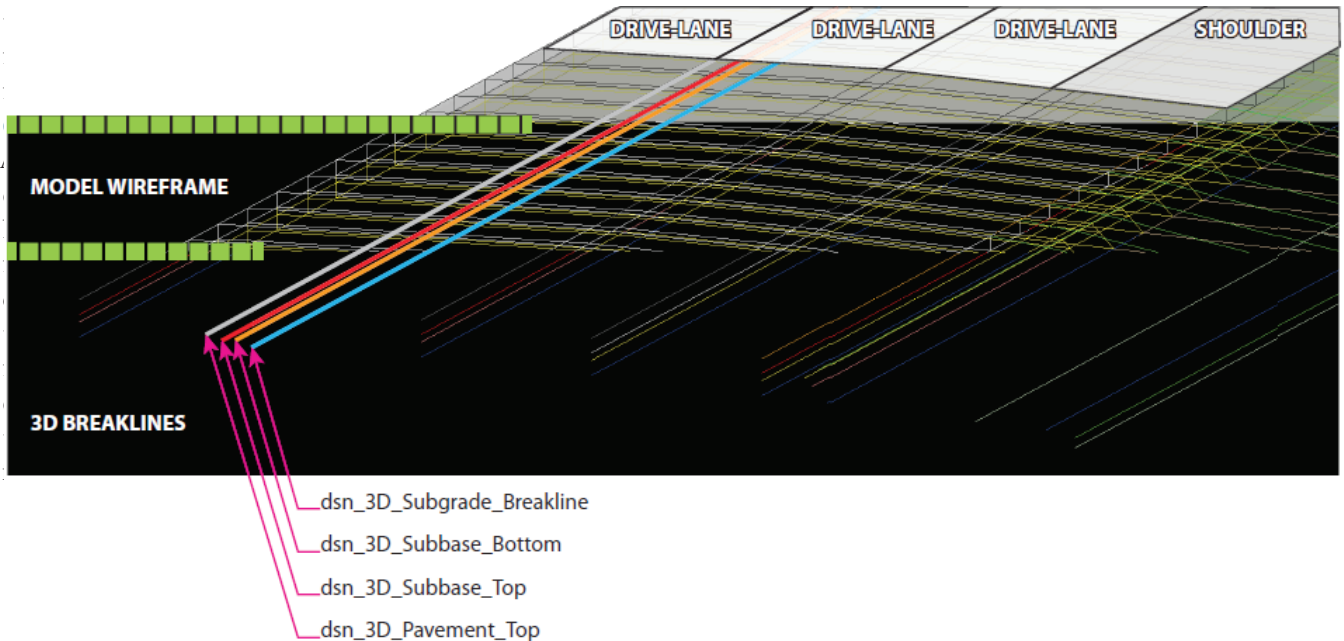 DRIVE-LANE DRIVE-LANE DRIVE-LANE SHOULDER
MODEL WIREFRAME
3D BREAKLINES
dsn_3D_Subgrade_Breakline
dsn_3D_Subbase_Bottom
dsn_3D_Subbase_Top
dsn_3D_Pavement_Top